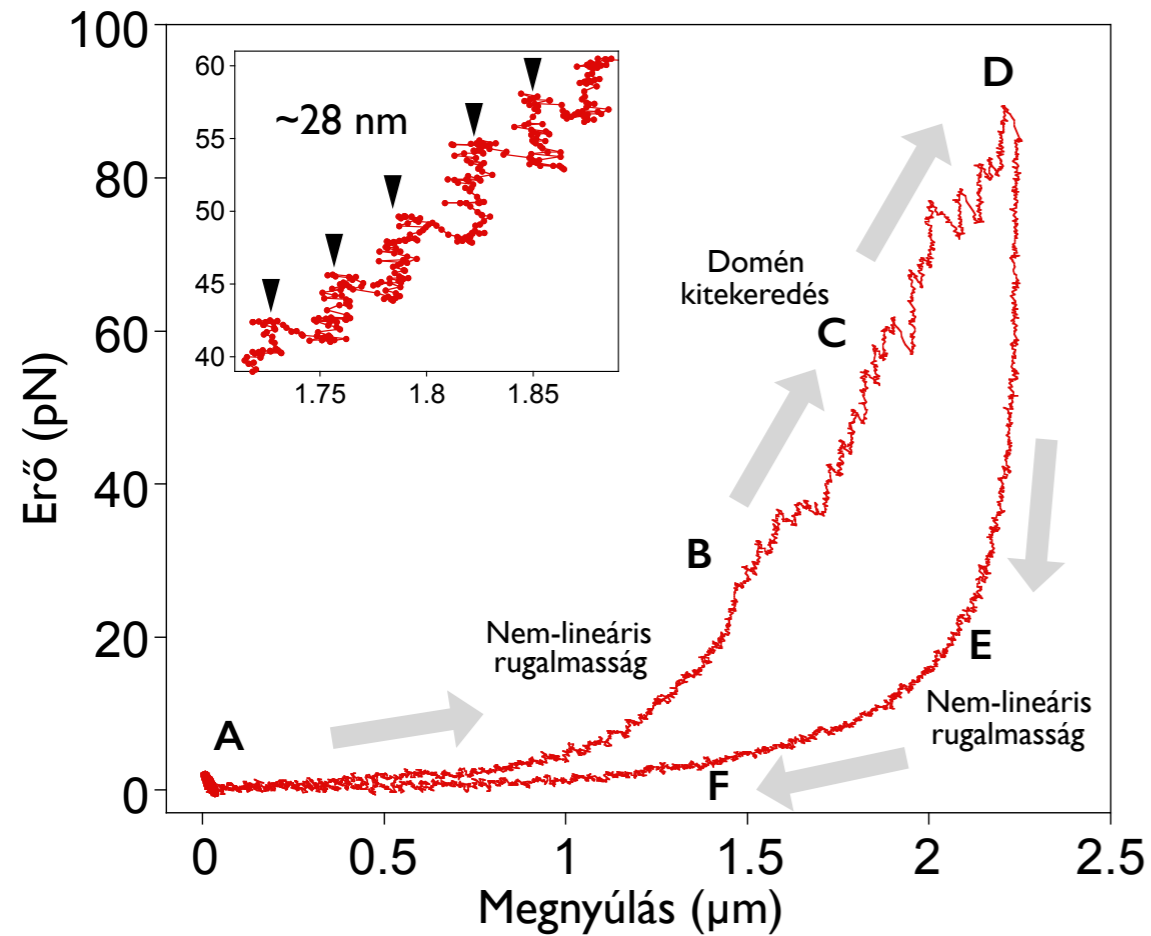 100
80
60
40
20
0
Erő (pN)
0
0.5
1
1.5
2
2.5
Megnyúlás (µm)
60
55
50
45
40
1.75
1.8
1.85
~28 nm
D
Domén
kitekeredés
C
B
Nem-lineáris
rugalmasság
E
A
Nem-lineáris
rugalmasság
F